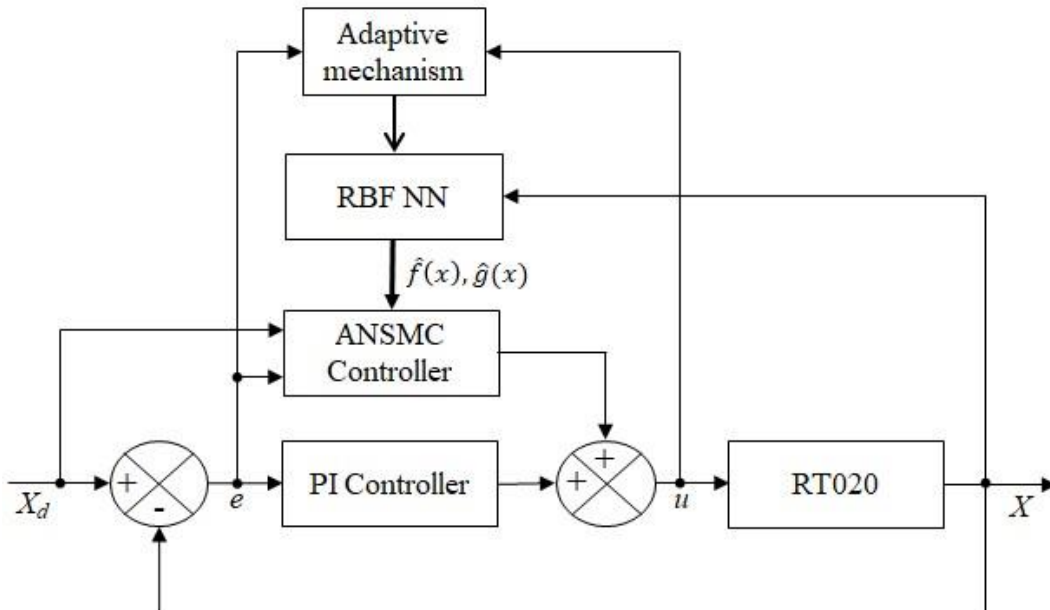 Adaptive
mechanism
RBF NN
f̂(x), ĝ(x)
ANSMC
Controller
+
+
-
X_d
e
PI Controller
+
u
RT020
X